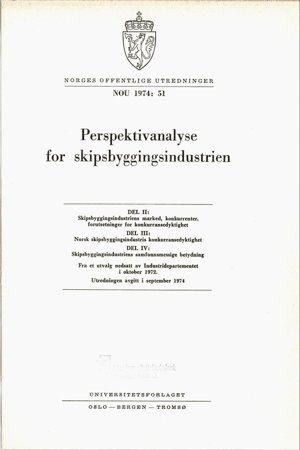 NORGES OFFENTLIGE UTREDNINGER
NOU 1974: 51
Perspektivanalyse
for skipsbyggingsindustrien
DEL II:
Skipsbyggingsindustriens marked, konkurrenter,
forutsetninger for konkurransedyktighet
DEL III:
Norsk skipsbyggingsindustris konkurransedyktighet
DEL IV:
Skipsbyggingsindustriens samfunnsmessige betydning
Fra et utvalg nedsatt av Industridepartementet
i oktober 1972.
Utredningen avgitt i september 1974
UNIVERSITETSFORLAGET
OSLO — BERGEN — TROMSØ